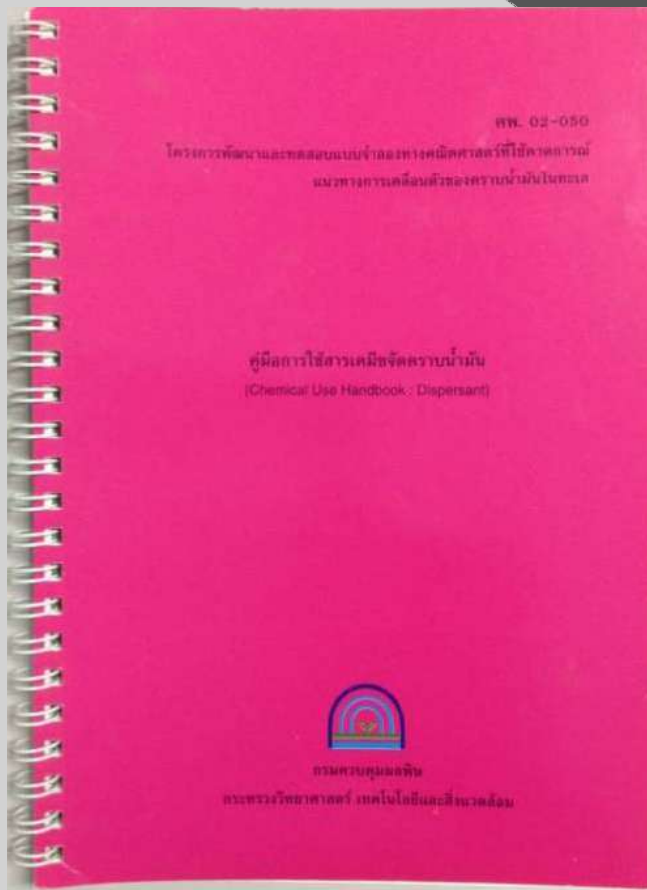 คพ. 02-050
โครงการพัฒนาและทดสอบแบบจำลองทางคณิตศาสตร์ที่ใช้คาดการณ์
แนวทางการเคลื่อนตัวของคราบน้ำมันในทะเล
คู่มือการใช้สารเคมีขจัดคราบน้ำมัน
(Chemical Use Handbook : Dispersant)
กรมควบคุมมลพิษ
กระทรวงวิทยาศาสตร์ เทคโนโลยีและสิ่งแวดล้อม